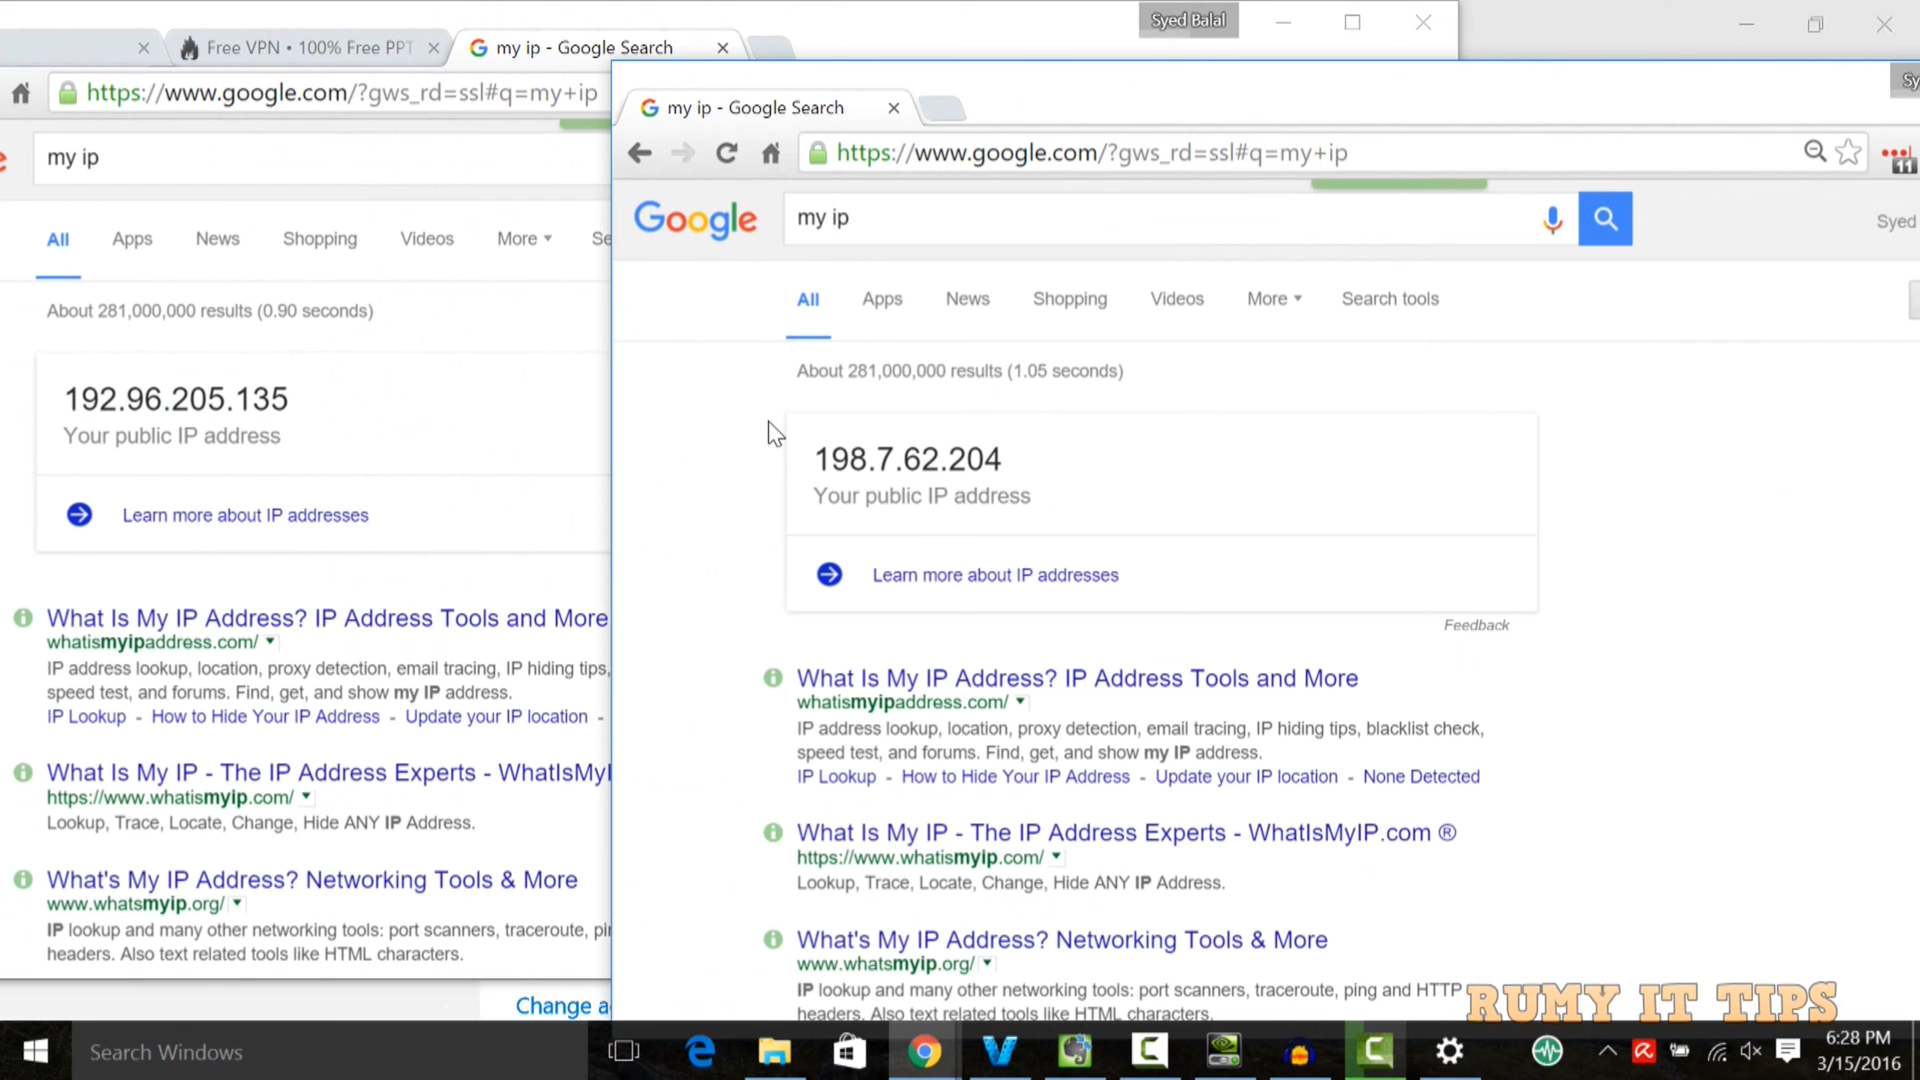 Syed Balal
Free VPN • 100% Free PPT
my ip - Google Search
https://www.google.com/?gws_rd=ssl#q=my+ip
my ip
All
Apps
News
Shopping
Videos
More
Se
About 281,000,000 results (0.90 seconds)
192.96.205.135
Your public IP address
Learn more about IP addresses
What Is My IP Address? IP Address Tools and More
whatismyipaddress.com/
IP address lookup, location, proxy detection, email tracing, IP hiding tips,
speed test, and forums. Find, get, and show my IP address.
IP Lookup - How to Hide Your IP Address - Update your IP location -
What Is My IP - The IP Address Experts - WhatIsMyI
https://www.whatismyip.com/
Lookup, Trace, Locate, Change, Hide ANY IP Address.
What's My IP Address? Networking Tools & More
www.whatsmyip.org/
IP lookup and many other networking tools: port scanners, traceroute, pi
headers. Also text related tools like HTML characters.
Change a
Sy
my ip - Google Search
https://www.google.com/?gws_rd=ssl#q=my+ip
11
Google
my ip
Syed
All
Apps
News
Shopping
Videos
More
Search tools
About 281,000,000 results (1.05 seconds)
198.7.62.204
Your public IP address
Learn more about IP addresses
Feedback
What Is My IP Address? IP Address Tools and More
whatismyipaddress.com/
IP address lookup, location, proxy detection, email tracing, IP hiding tips, blacklist check,
speed test, and forums. Find, get, and show my IP address.
IP Lookup - How to Hide Your IP Address - Update your IP location - None Detected
What Is My IP - The IP Address Experts - WhatIsMyIP.com ®
https://www.whatismyip.com/
Lookup, Trace, Locate, Change, Hide ANY IP Address.
What's My IP Address? Networking Tools & More
www.whatsmyip.org/
IP lookup and many other networking tools: port scanners, traceroute, ping and HTTP
headers. Also text related tools like HTML characters.
RUMY IT TIPS
Search Windows
6:28 PM
3/15/2016